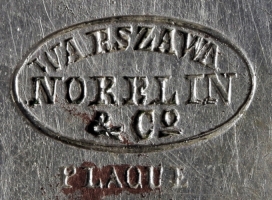 WARSZAWA
NORBLIN
& Co
PLAQUE